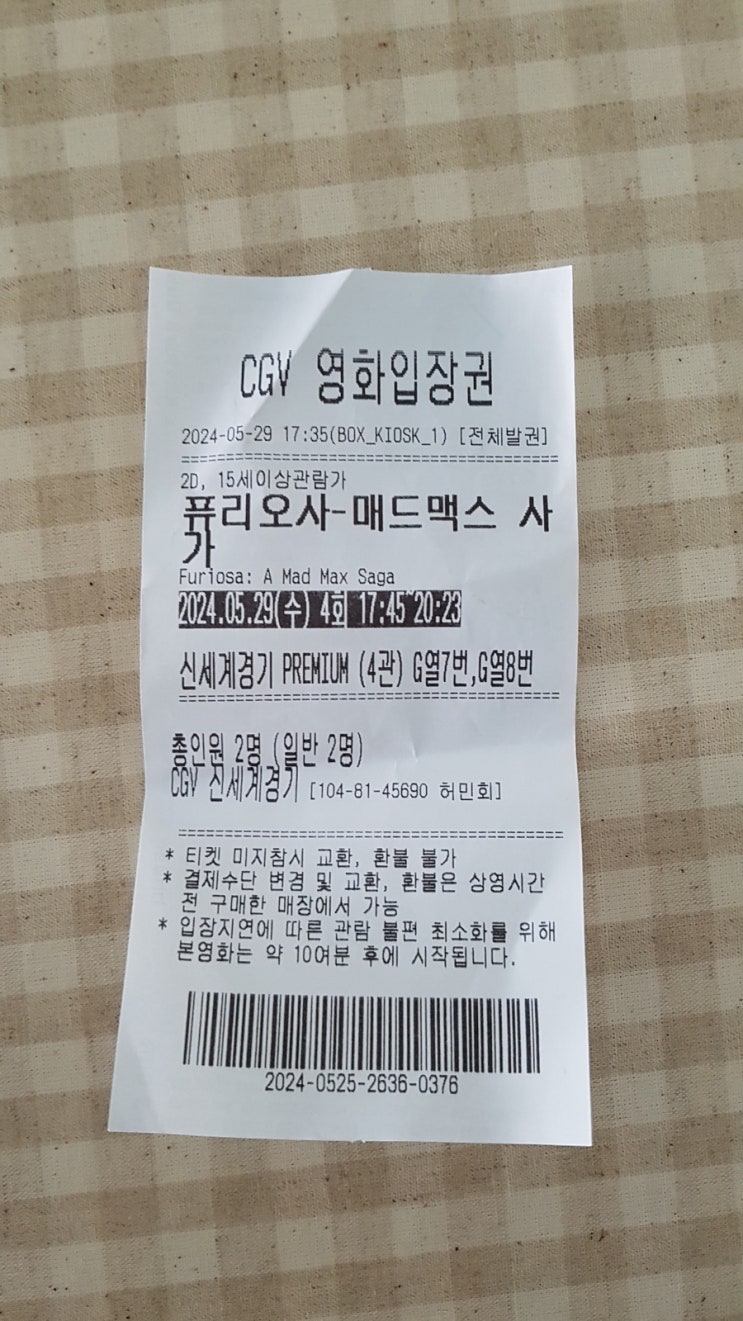 CGV 영화입장권
2024-05-29 17:35(BOX_KIOSK_1) [전체발권]
==========================================
2D, 15세이상관람가
퓨리오사-매드맥스 사
가
Furiosa: A Mad Max Saga
2024.05.29(수) 4회 17:45~20:23
신세계경기 PREMIUM (4관) G열7번,G열8번
==========================================
총인원 2명 (일반 2명)
CGV 신세계경기 [104-81-45690 허민회]
==========================================
* 티켓 미지참시 교환, 환불 불가
* 결제수단 변경 및 교환, 환불은 상영시간
전 구매한 매장에서 가능
* 입장지연에 따른 관람 불편 최소화를 위해
본영화는 약 10여분 후에 시작됩니다.
2024-0525-2636-0376